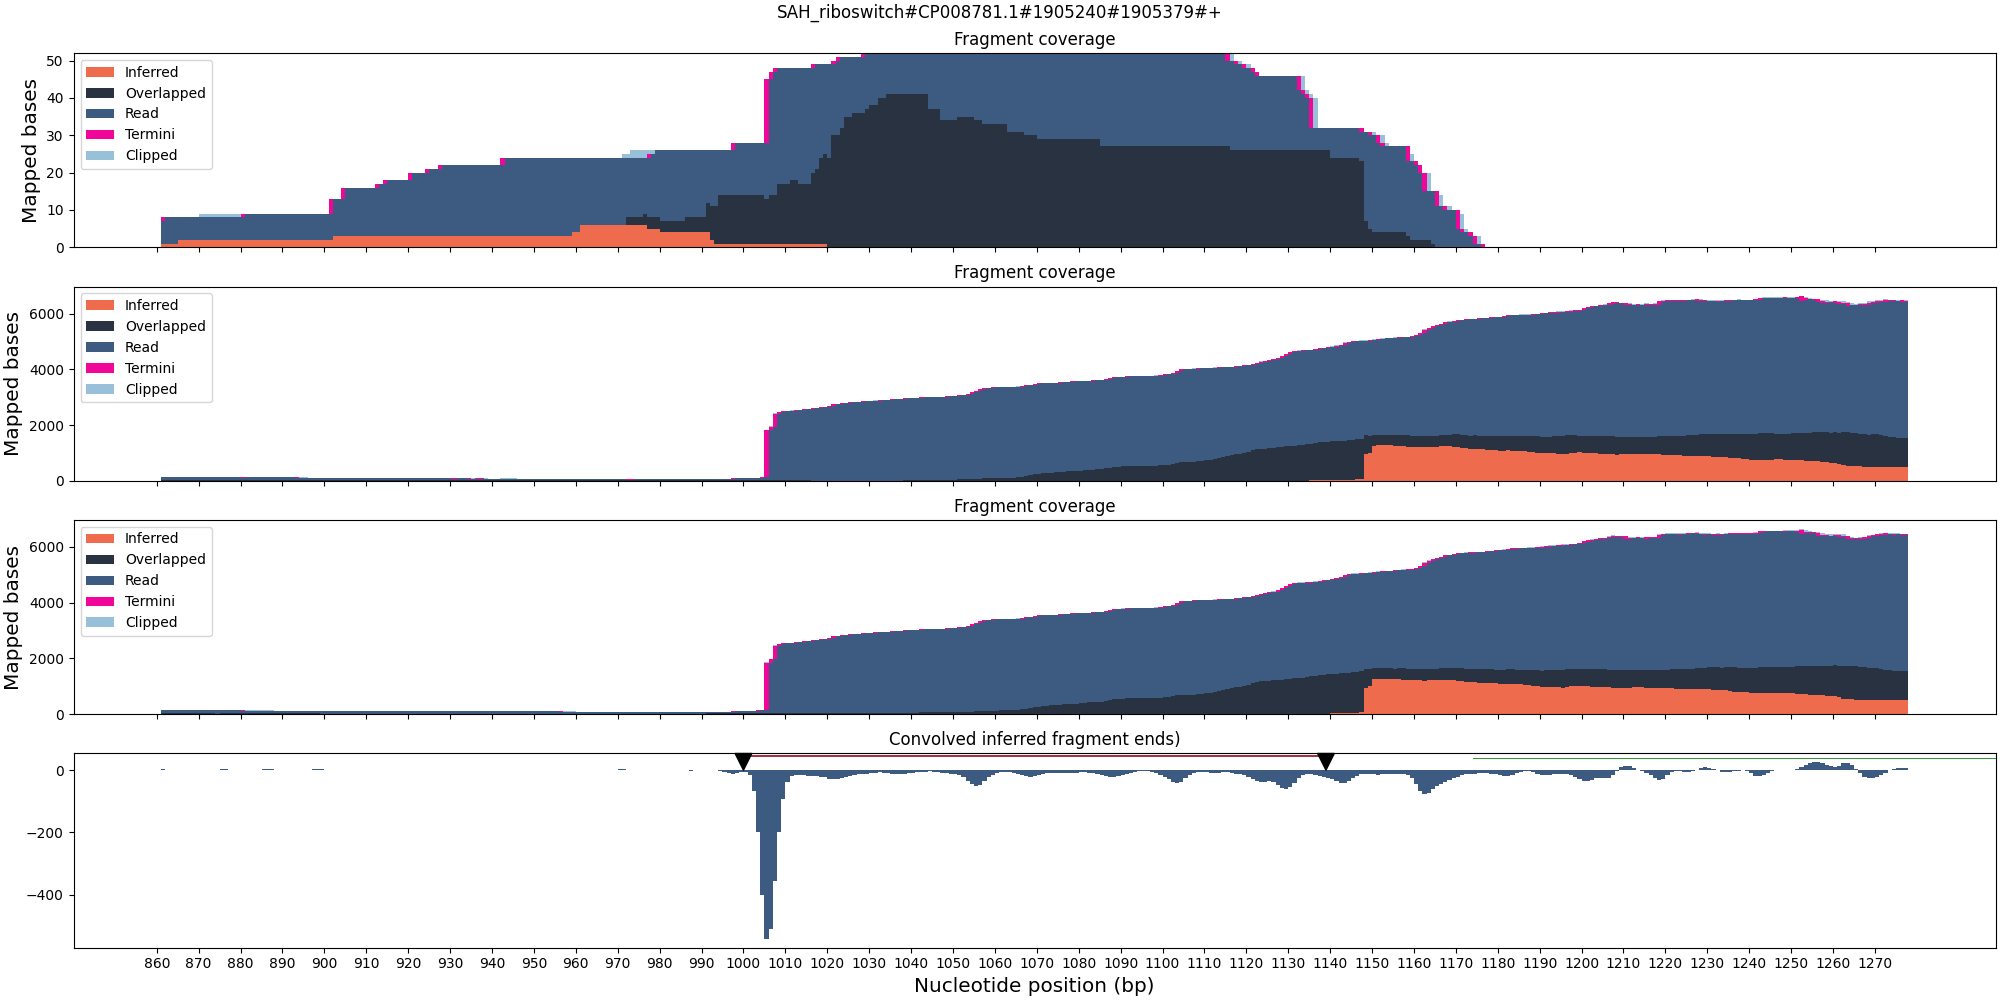 SAH_riboswitch#CP008781.1#1905240#1905379#+
Fragment coverage
Mapped bases
50
40
30
20
10
0
Inferred
Overlapped
Read
Termini
Clipped
Fragment coverage
Mapped bases
6000
4000
2000
0
Inferred
Overlapped
Read
Termini
Clipped
Fragment coverage
Mapped bases
6000
4000
2000
0
Inferred
Overlapped
Read
Termini
Clipped
Convolved inferred fragment ends)
0
−200
−400
860 870 880 890 900 910 920 930 940 950 960 970 980 990 1000 1010 1020 1030 1040 1050 1060 1070 1080 1090 1100 1110 1120 1130 1140 1150 1160 1170 1180 1190 1200 1210 1220 1230 1240 1250 1260 1270
Nucleotide position (bp)